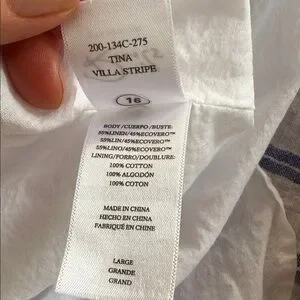 200-134C-275
TINA
VILLA STRIPE
16
BODY/CUERPO/BUSTE:
55%LINEN/45%ECOVERO™
55%LIN/45%ECOVERO™
55%LINO/45%ECOVERO™
LINING/FORRO/DOUBLURE:
100% COTTON
100% ALGODÓN
100% COTON
MADE IN CHINA
HECHO EN CHINA
FABRIQUÉ EN CHINE
LARGE
GRANDE
GRAND